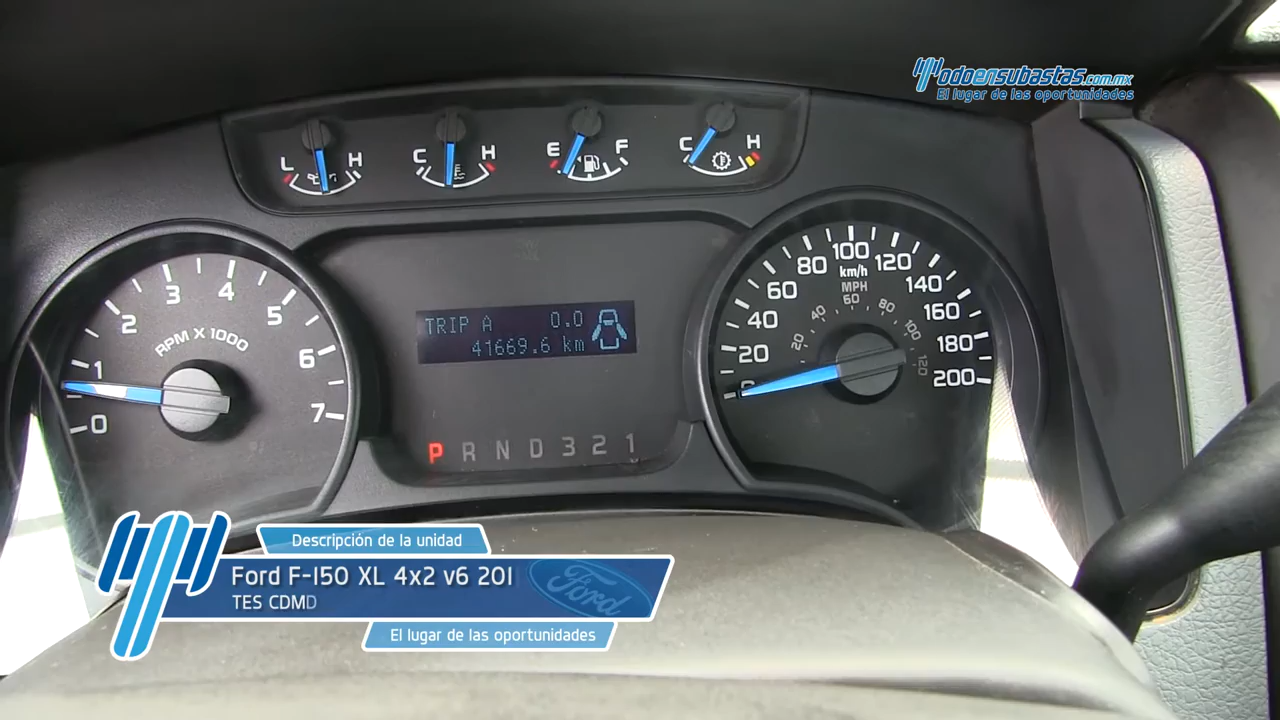 odoensubastas.com.mx
El lugar de las oportunidades
L H
C H
E F
C H
0 1 2 3 4 5 6 7
RPM X 1000
TRIP A 0.0
41669.6 km
P R N D 3 2 1
0 20 40 60 80 100 120 140 160 180 200
km/h
MPH
20 40 60 80 100 120
Descripción de la unidad
Ford F-150 XL 4x2 v6 201
TES CDMD
Ford
El lugar de las oportunidades